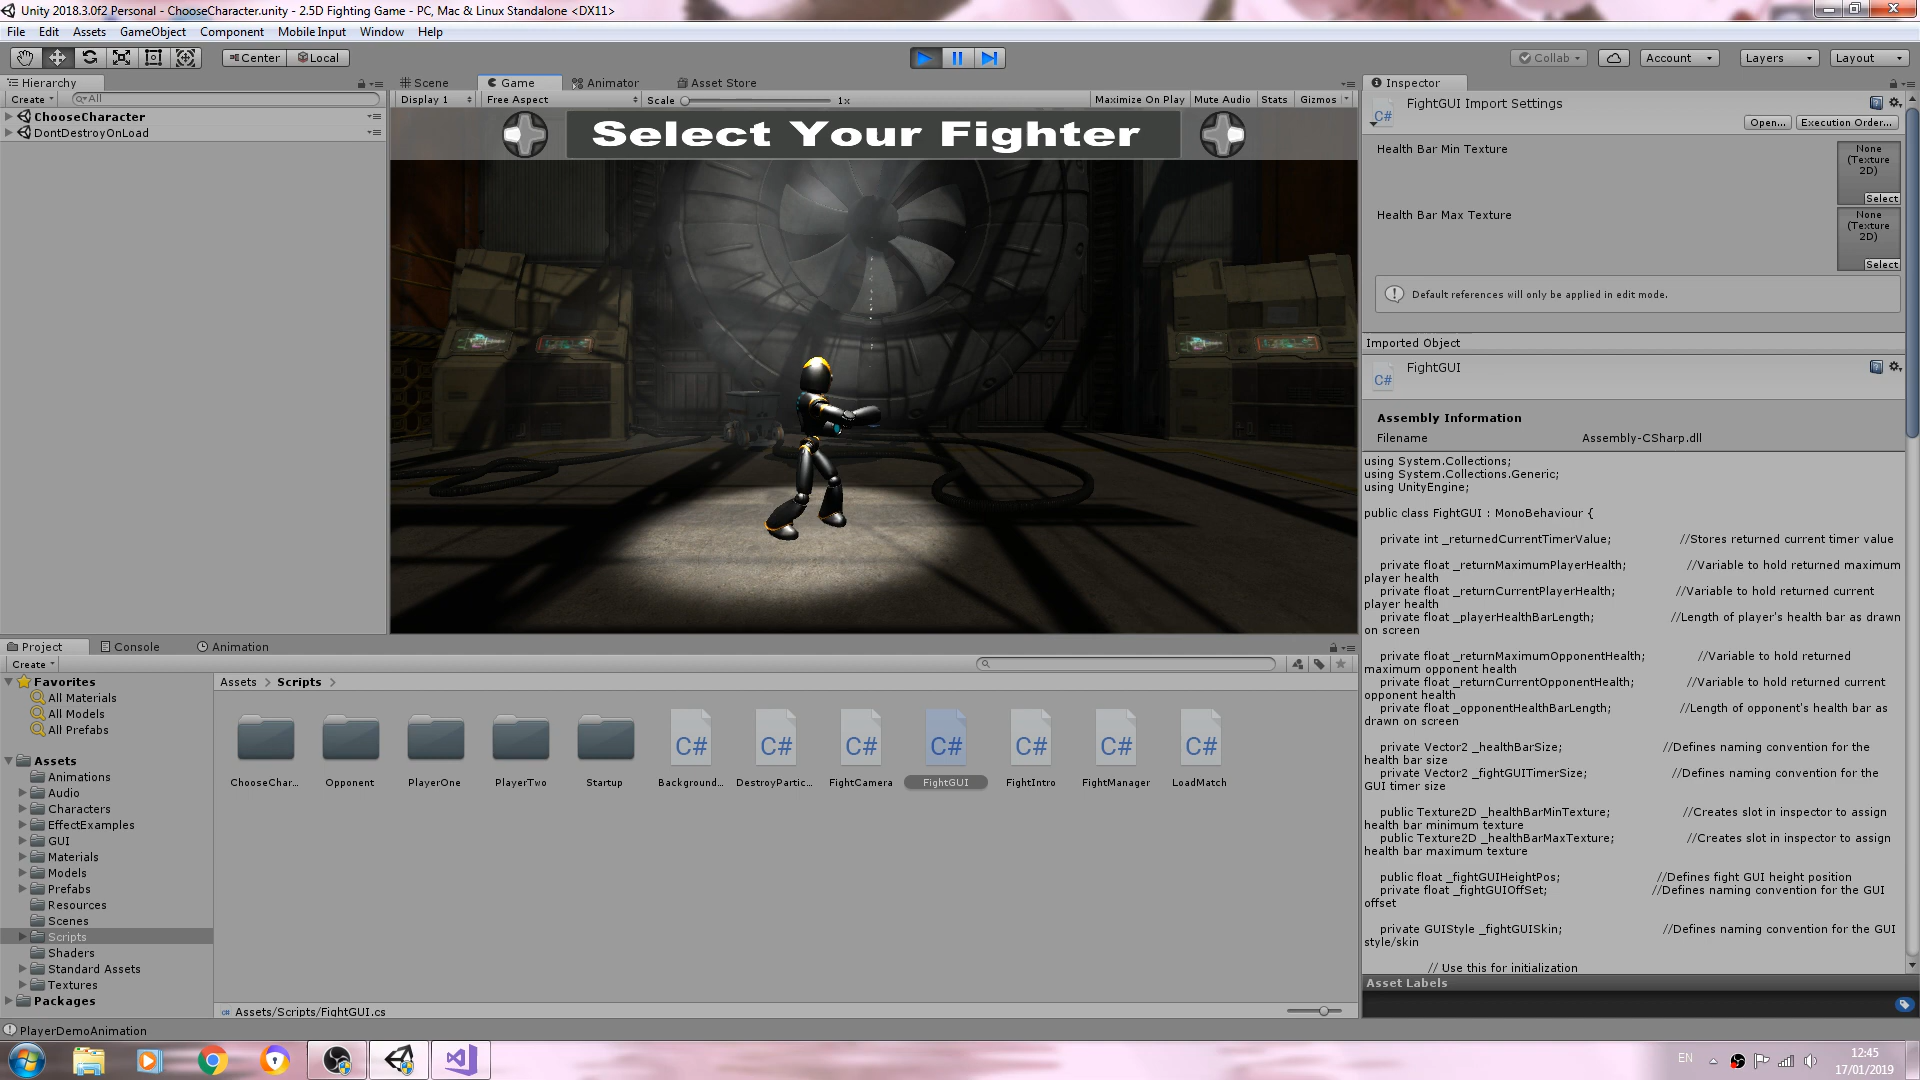 Unity 2018.3.0f2 Personal - ChooseCharacter.unity - 2.5D Fighting Game - PC, Mac & Linux Standalone <DX11>
File Edit Assets GameObject Component Mobile Input Window Help
Center Local Collab Account Layers Layout
Hierarchy Scene Game Animator Asset Store Inspector
Create All Display 1 Free Aspect Scale 1x Maximize On Play Mute Audio Stats Gizmos
ChooseCharacter
DontDestroyOnLoad
Select Your Fighter
FightGUI Import Settings
Open... Execution Order...
Health Bar Min Texture
None
(Texture
2D)
Select
Health Bar Max Texture
None
(Texture
2D)
Select
Default references will only be applied in edit mode.
Imported Object
FightGUI
C#
C#
Assembly Information
Filename Assembly-CSharp.dll
using System.Collections;
using System.Collections.Generic;
using UnityEngine;
public class FightGUI : MonoBehaviour {
private int _returnedCurrentTimerValue; //Stores returned current timer value
private float _returnMaximumPlayerHealth; //Variable to hold returned maximum
player health
private float _returnCurrentPlayerHealth; //Variable to hold returned current
player health
private float _playerHealthBarLength; //Length of player's health bar as drawn
on screen
private float _returnMaximumOpponentHealth; //Variable to hold returned
maximum opponent health
private float _returnCurrentOpponentHealth; //Variable to hold returned current
opponent health
private float _opponentHealthBarLength; //Length of opponent's health bar as
drawn on screen
private Vector2 _healthBarSize; //Defines naming convention for the
health bar size
private Vector2 _fightGUITimerSize; //Defines naming convention for the
GUI timer size
public Texture2D _healthBarMinTexture; //Creates slot in inspector to assign
health bar minimum texture
public Texture2D _healthBarMaxTexture; //Creates slot in inspector to assign
health bar maximum texture
public float _fightGUIHeightPos; //Defines fight GUI height position
private float _fightGUIOffSet; //Defines naming convention for the GUI
offset
private GUIStyle _fightGUISkin; //Defines naming convention for the GUI
style/skin
// Use this for initialization
Asset Labels
Project Console Animation
Create
Favorites
All Materials
All Models
All Prefabs
Assets
Animations
Audio
Characters
EffectExamples
GUI
Materials
Models
Prefabs
Resources
Scenes
Scripts
Shaders
Standard Assets
Textures
Packages
Assets > Scripts >
C# C# C# C# C# C# C#
ChooseChar... Opponent PlayerOne PlayerTwo Startup Background... DestroyPartic... FightCamera FightGUI FightIntro FightManager LoadMatch
Assets/Scripts/FightGUI.cs
PlayerDemoAnimation
EN
12:45
17/01/2019